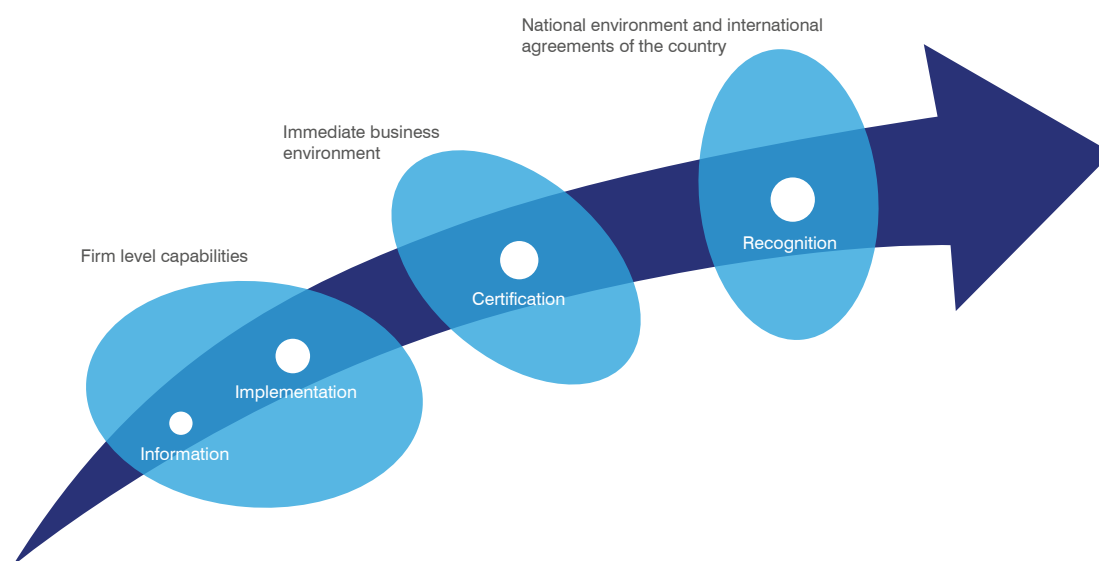 National environment and international
agreements of the country
Immediate business
environment
Firm level capabilities
Recognition
Certification
Implementation
Information